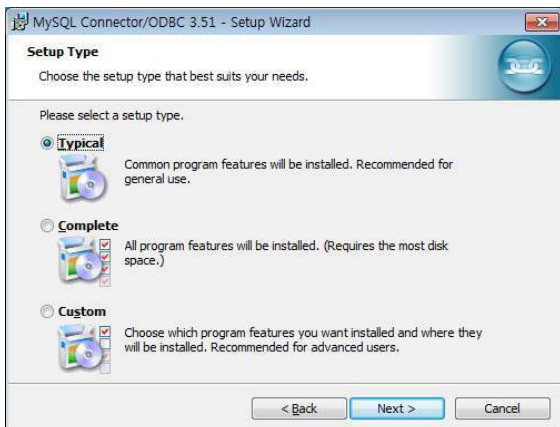 MySQL Connector/ODBC 3.51 - Setup Wizard
Setup Type
Choose the setup type that best suits your needs.
Please select a setup type.
Typical
Common program features will be installed. Recommended for
general use.
Complete
All program features will be installed. (Requires the most disk
space.)
Custom
Choose which program features you want installed and where they
will be installed. Recommended for advanced users.
< Back
Next >
Cancel